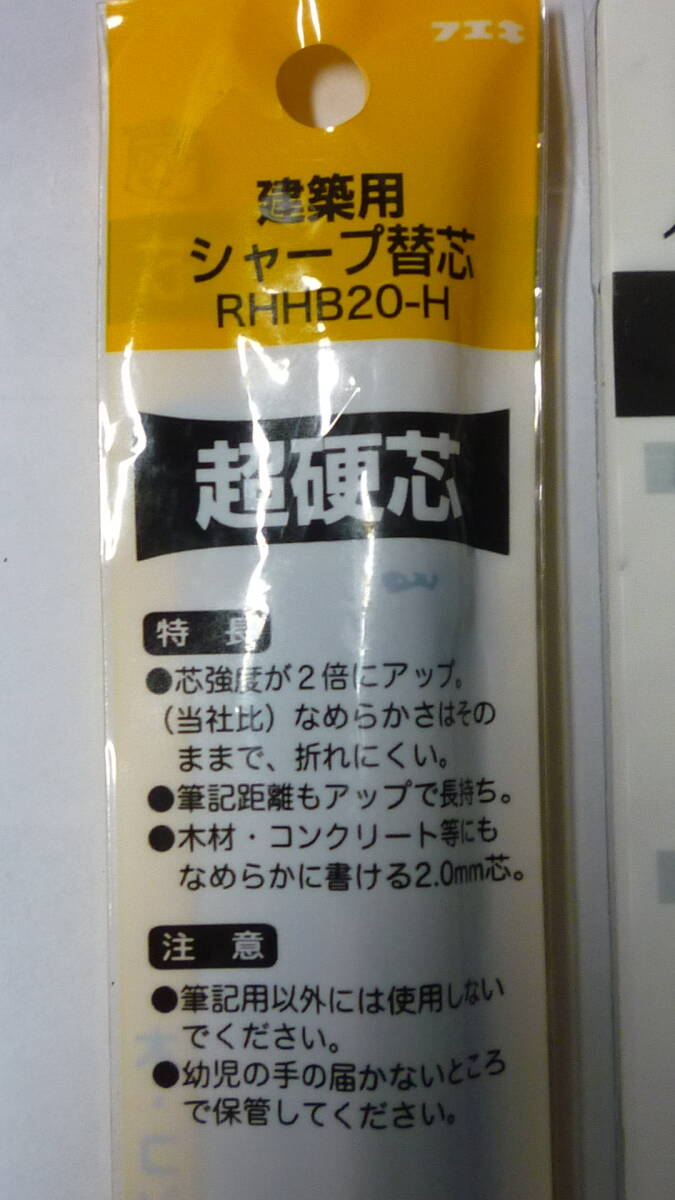 フエキ
建築用
シャープ替芯
RHHB20-H
超硬芯
特 長
●芯強度が2倍にアップ。
（当社比）なめらかさはその
ままで、折れにくい。
●筆記距離もアップで長持ち。
●木材・コンクリート等にも
なめらかに書ける2.0mm芯。
注 意
●筆記用以外には使用しない
でください。
●幼児の手の届かないところ
で保管してください。